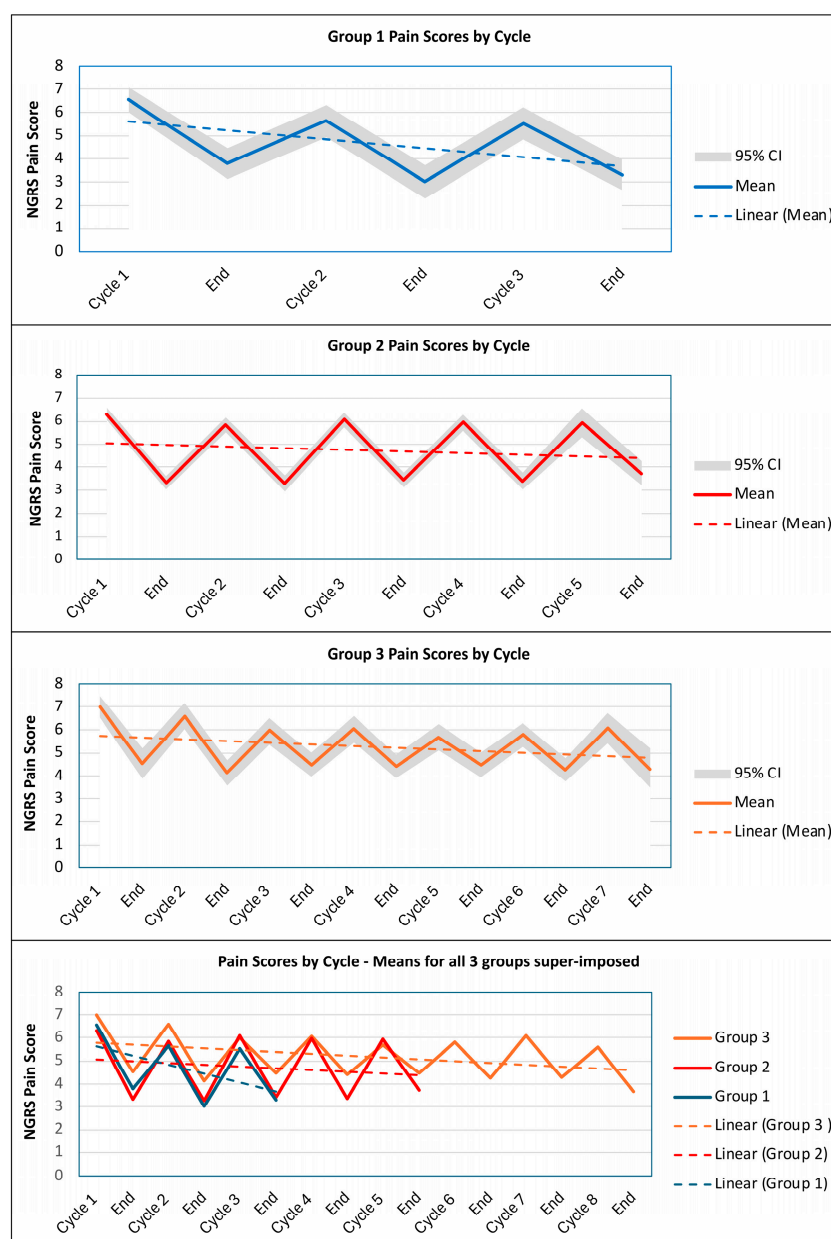 Group 1 Pain Scores by Cycle
NGRS Pain Score
8
7
6
5
4
3
2
1
0
Cycle 1
End
Cycle 2
End
Cycle 3
End
95% CI
Mean
Linear (Mean)
Group 2 Pain Scores by Cycle
NGRS Pain Score
8
7
6
5
4
3
2
1
0
Cycle 1
End
Cycle 2
End
Cycle 3
End
Cycle 4
End
Cycle 5
End
95% CI
Mean
Linear (Mean)
Group 3 Pain Scores by Cycle
NGRS Pain Score
8
7
6
5
4
3
2
1
0
Cycle 1
End
Cycle 2
End
Cycle 3
End
Cycle 4
End
Cycle 5
End
Cycle 6
End
Cycle 7
End
95% CI
Mean
Linear (Mean)
Pain Scores by Cycle - Means for all 3 groups super-imposed
NGRS Pain Score
8
7
6
5
4
3
2
1
0
Cycle 1
End
Cycle 2
End
Cycle 3
End
Cycle 4
End
Cycle 5
End
Cycle 6
End
Cycle 7
End
Cycle 8
End
Group 3
Group 2
Group 1
Linear (Group 3 )
Linear (Group 2)
Linear (Group 1)